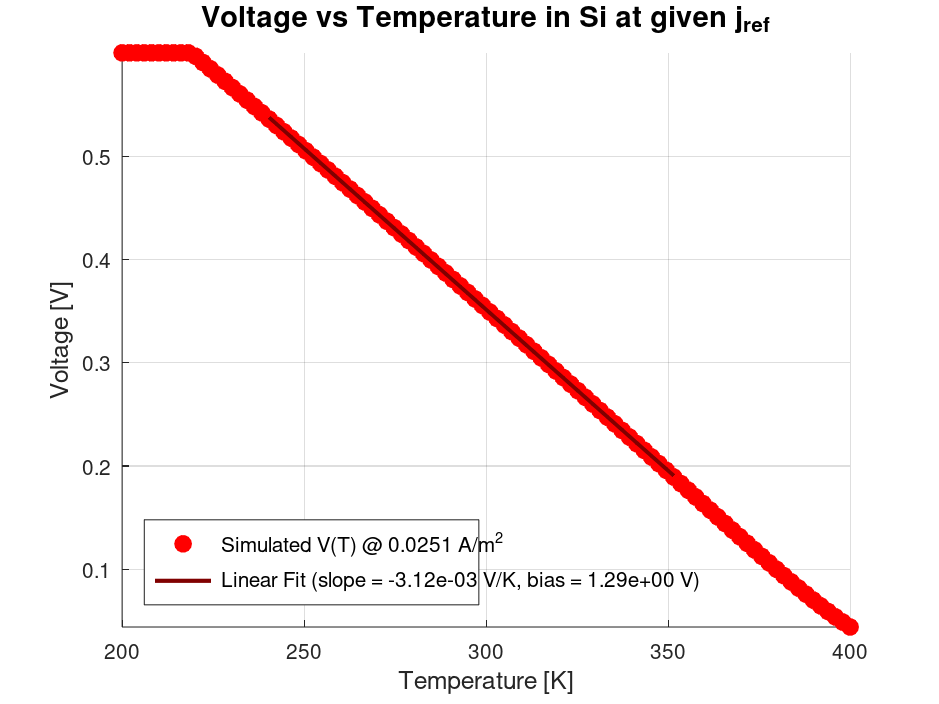 Voltage vs Temperature in Si at given j_ref
Voltage [V]
0.5
0.4
0.3
0.2
0.1
Simulated V(T) @ 0.0251 A/m²
Linear Fit (slope = -3.12e-03 V/K, bias = 1.29e+00 V)
200
250
300
350
400
Temperature [K]